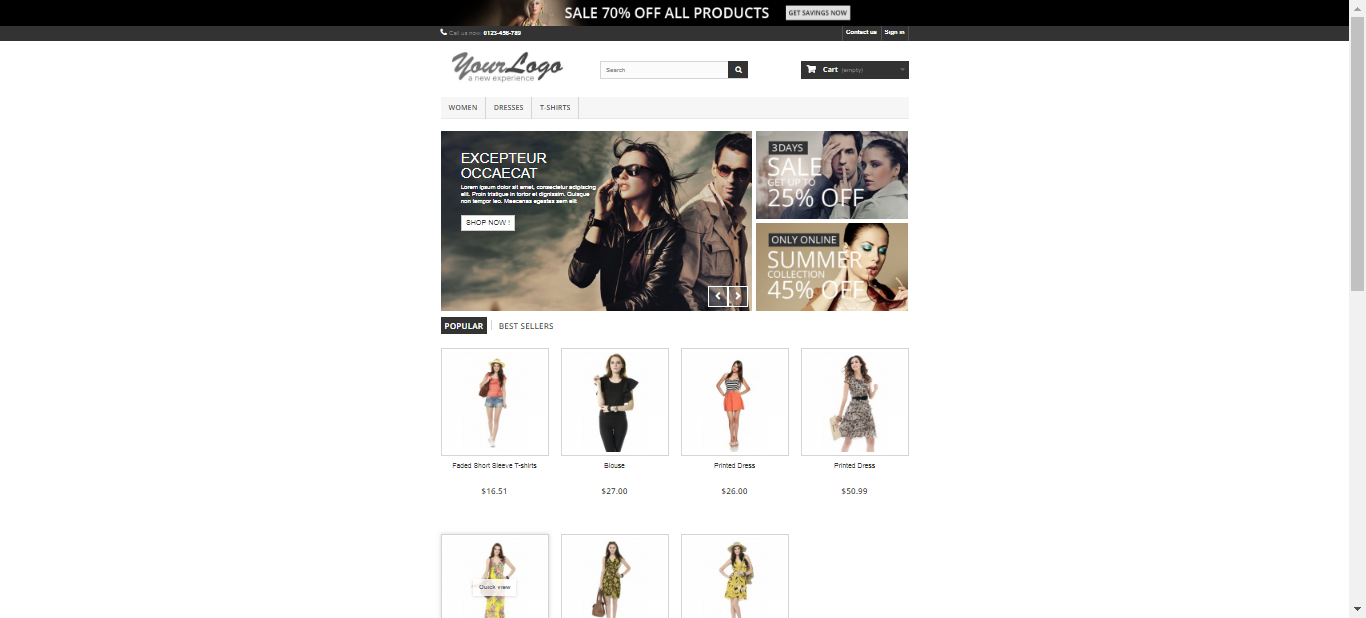 SALE 70% OFF ALL PRODUCTS GET SAVINGS NOW
Call us now: 0123-456-789 Contact us Sign in
YourLogo
a new experience
Search
Cart (empty)
WOMEN DRESSES T-SHIRTS
EXCEPTEUR
OCCAECAT
Lorem ipsum dolor sit amet, consectetur adipiscing
elit. Proin tristique in tortor et dignissim. Quisque
non tempor leo. Maecenas egestas sem elit
SHOP NOW !
3 DAYS
SALE
GET UP TO
25% OFF
ONLY ONLINE
SUMMER
COLLECTION
45% OFF
POPULAR BEST SELLERS
Faded Short Sleeve T-shirts Blouse Printed Dress Printed Dress
$16.51 $27.00 $26.00 $50.99
Quick view